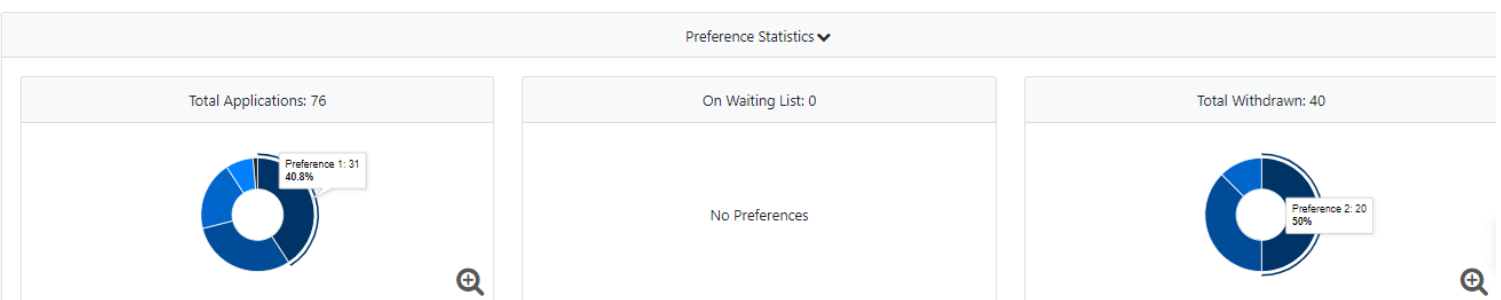 Preference Statistics
Total Applications: 76
Preference 1: 31
40.8%
On Waiting List: 0
No Preferences
Total Withdrawn: 40
Preference 2: 20
50%